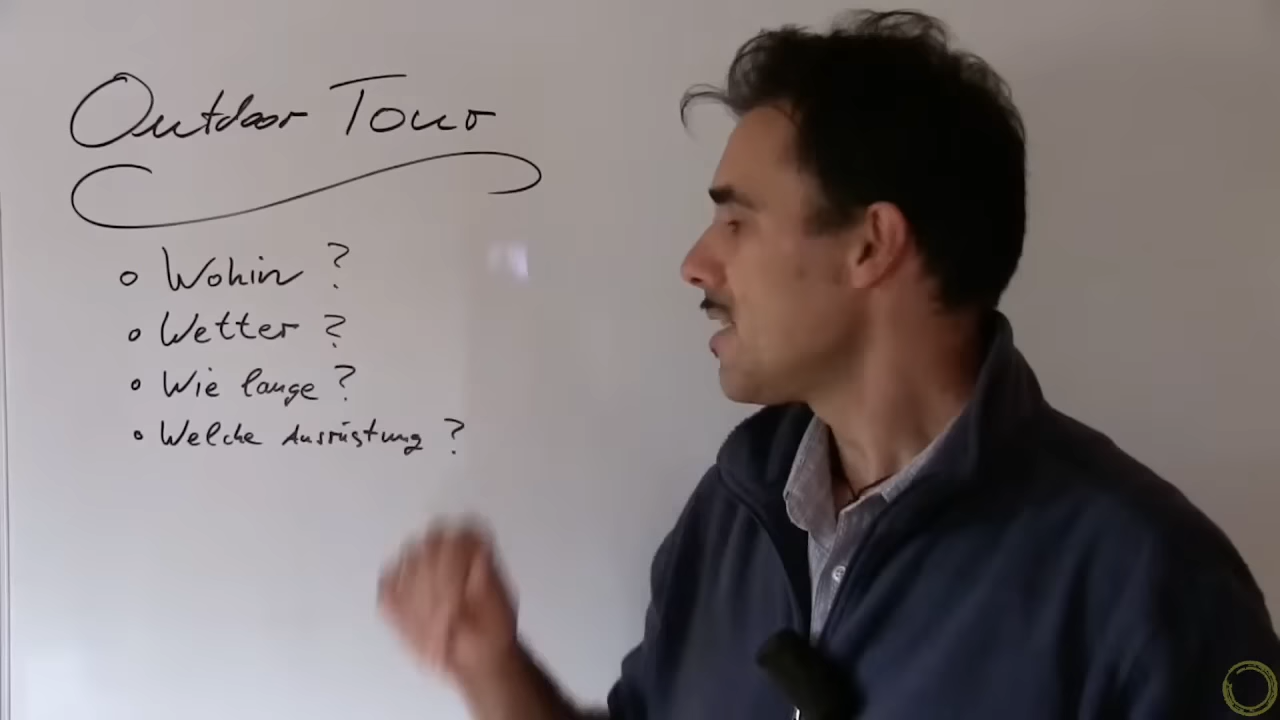 Outdoor Tour
Wohin ?
Wetter ?
Wie lange ?
Welche Ausrüstung ?